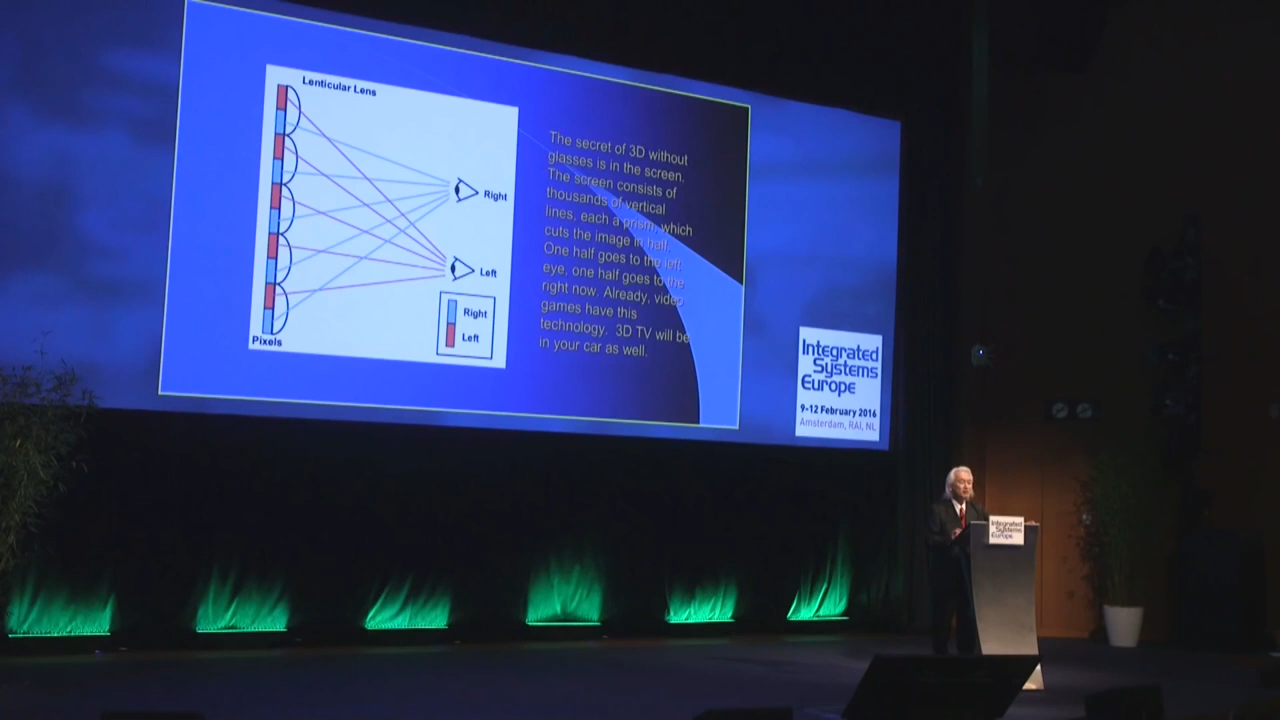 Lenticular Lens
Right
Left
Right
Left
Pixels
The secret of 3D without
glasses is in the screen.
The screen consists of
thousands of vertical
lines, each a prism, which
cuts the image in half.
One half goes to the left
eye, one half goes to the
right now. Already, video
games have this
technology. 3D TV will be
in your car as well.
Integrated
Systems
Europe
9-12 February 2016
Amsterdam, RAI, NL
Integrated
Systems
Europe